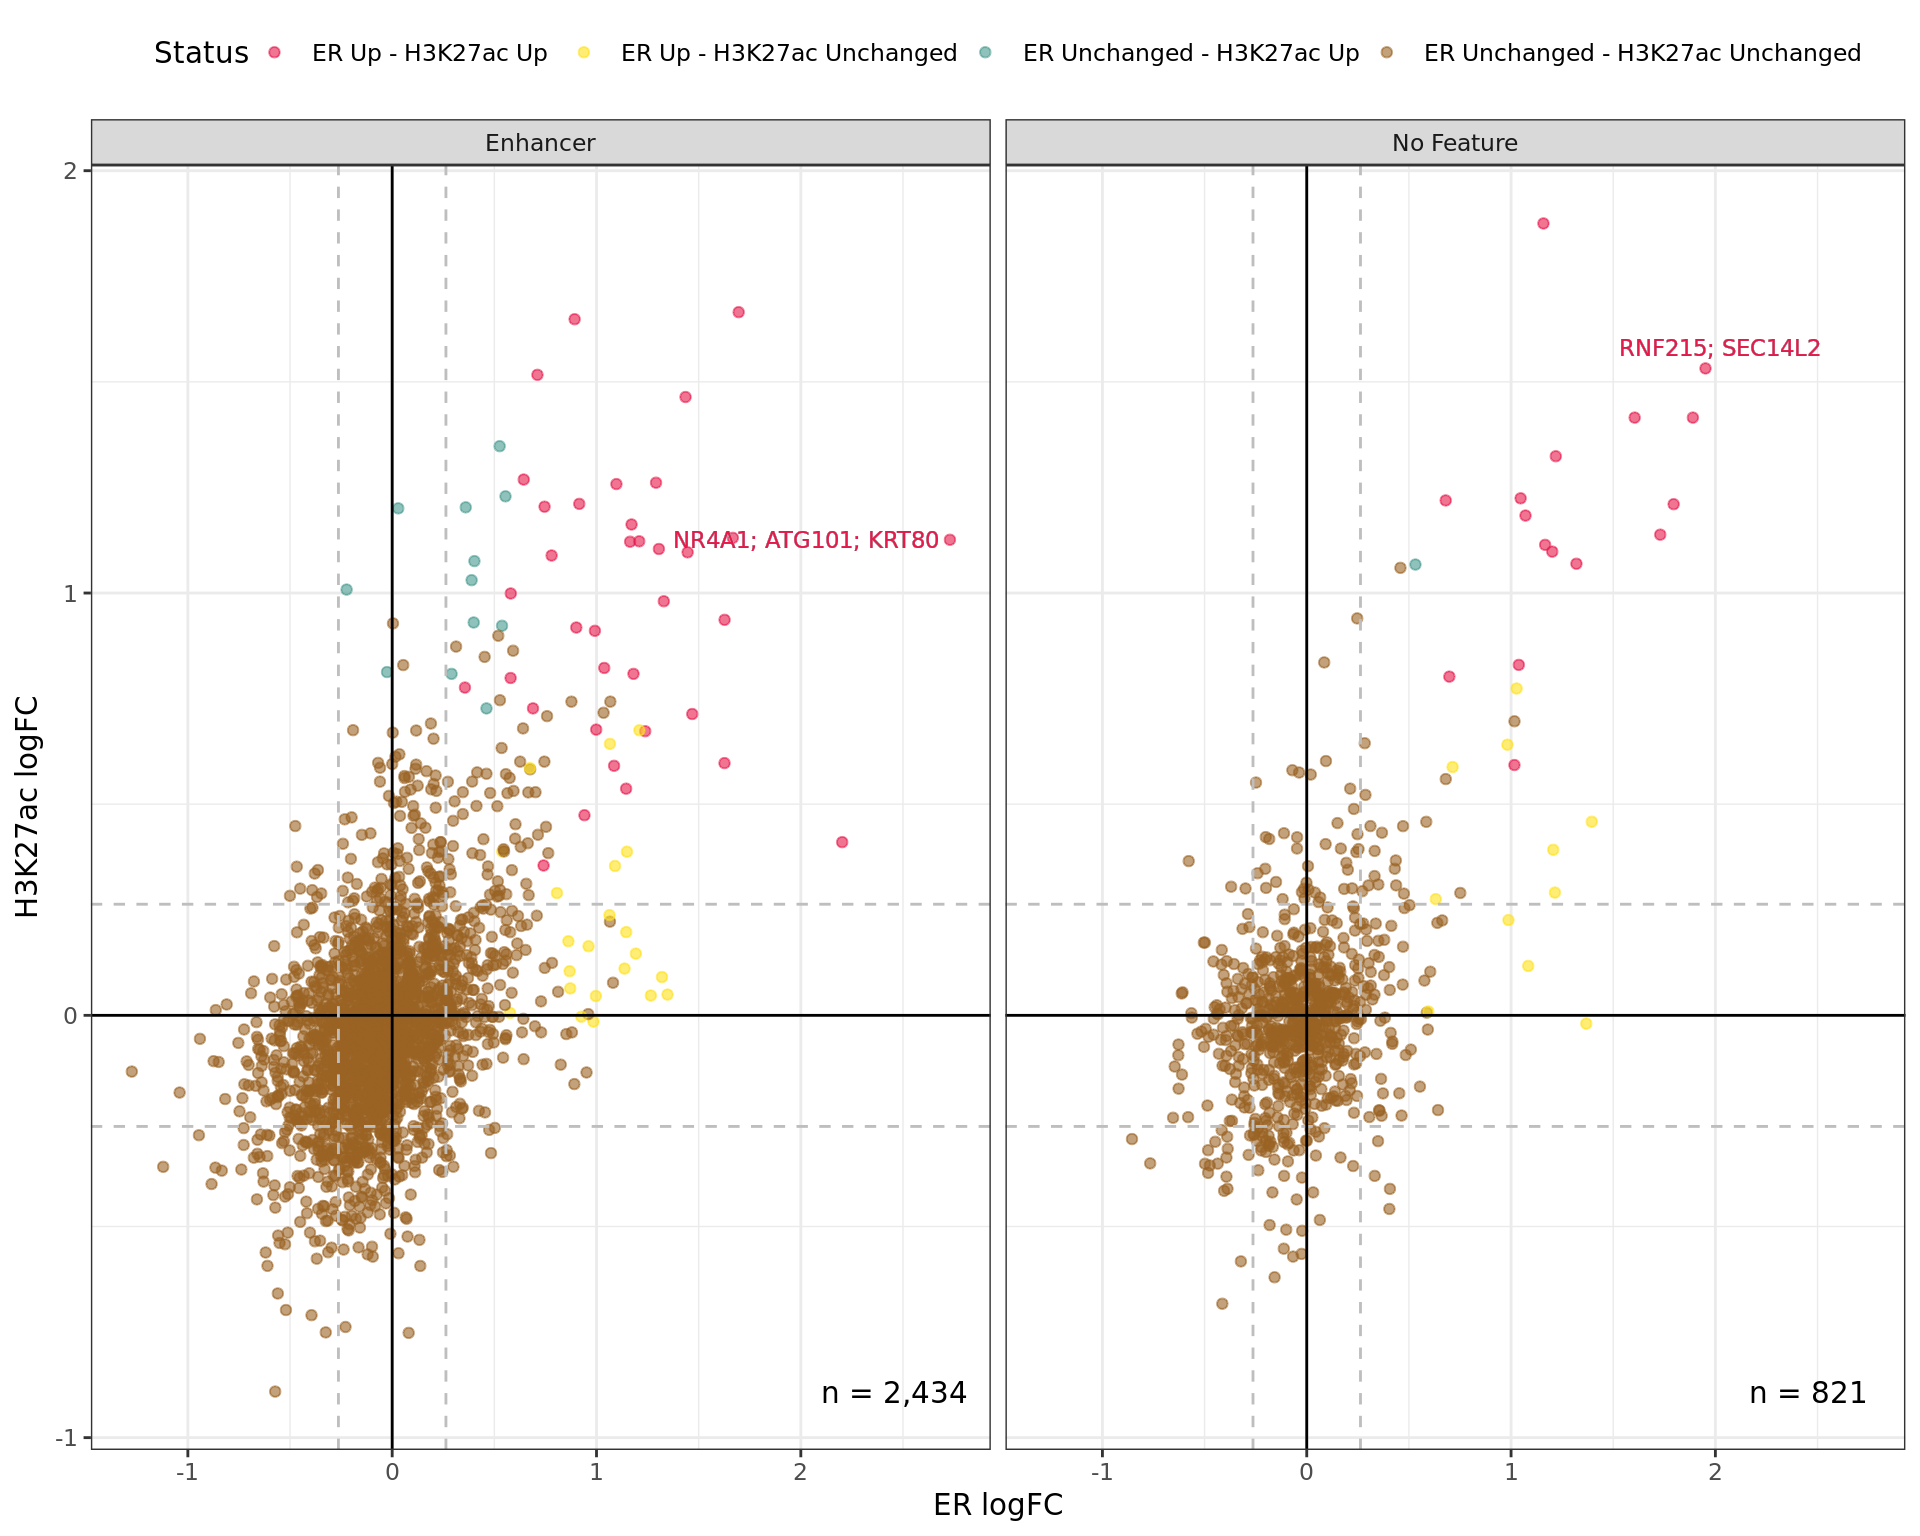 Status ER Up - H3K27ac Up ER Up - H3K27ac Unchanged ER Unchanged - H3K27ac Up ER Unchanged - H3K27ac Unchanged
Enhancer No Feature
2
RNF215; SEC14L2
NR4A1; ATG101; KRT80
1
H3K27ac logFC
0
n = 2,434 n = 821
-1
-1 0 1 2 -1 0 1 2
ER logFC